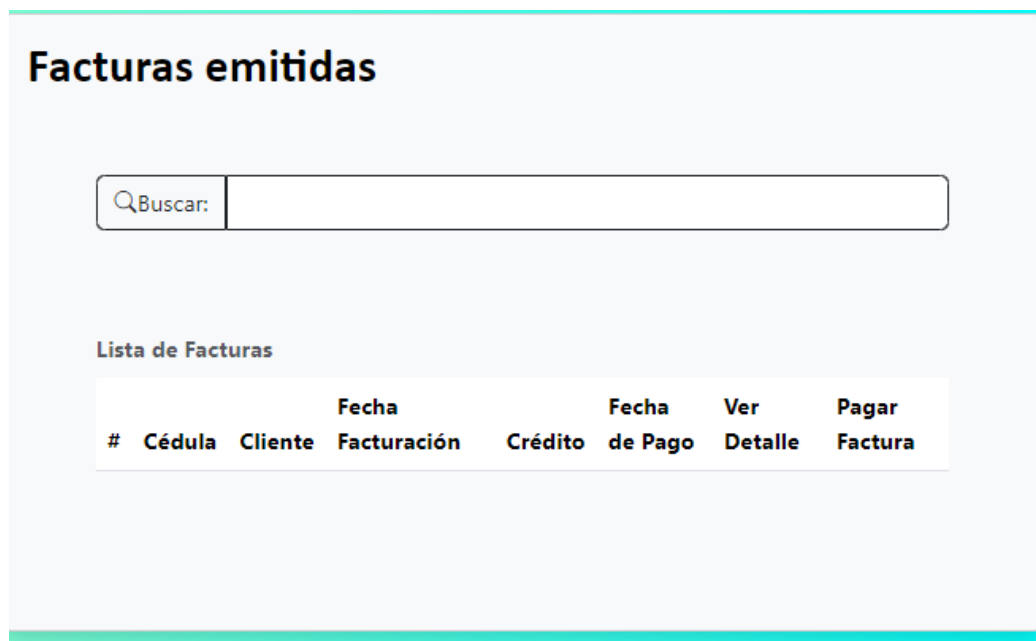 Facturas emitidas
Buscar:
Lista de Facturas
# Cédula Cliente Fecha Facturación Crédito Fecha de Pago Ver Detalle Pagar Factura